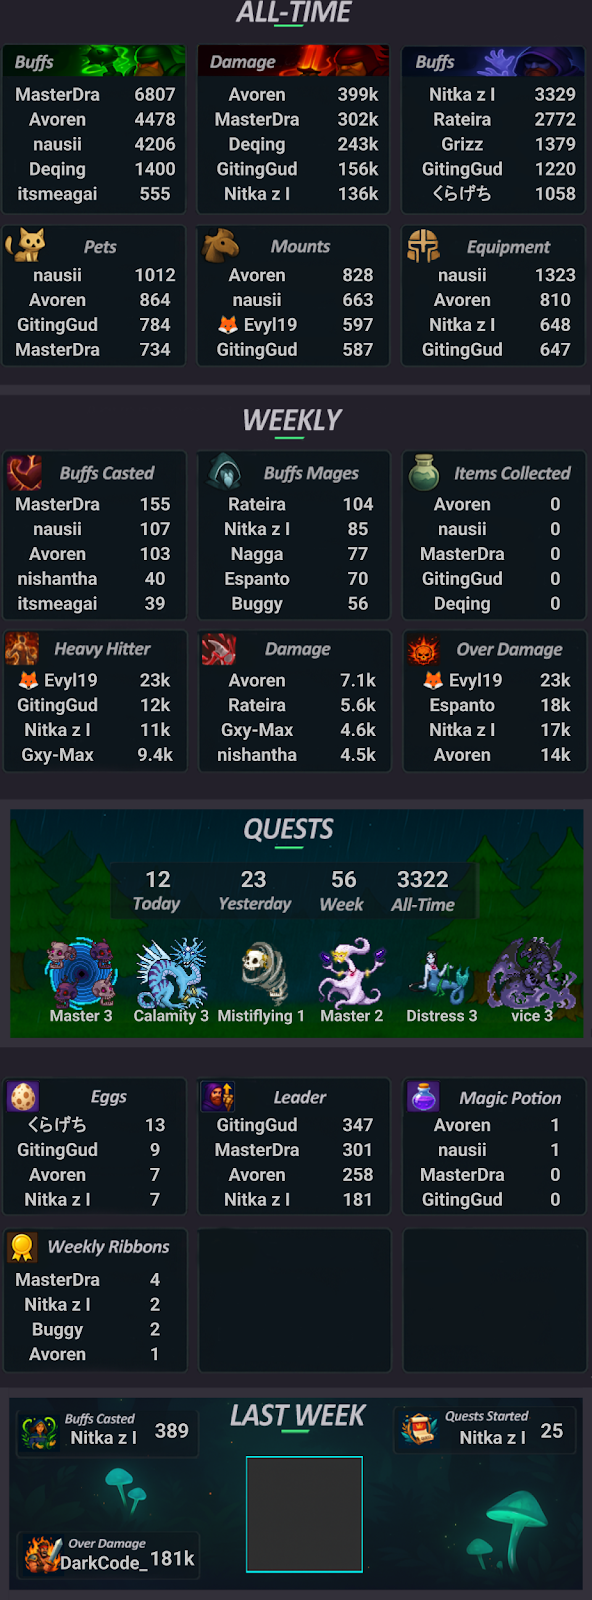 ALL-TIME
Buffs
MasterDra 6807
Avoren 4478
nausii 4206
Deqing 1400
itsmeagai 555
Damage
Avoren 399k
MasterDra 302k
Deqing 243k
GitingGud 156k
Nitka z I 136k
Buffs
Nitka z I 3329
Rateira 2772
Grizz 1379
GitingGud 1220
くらげち 1058
Pets
nausii 1012
Avoren 864
GitingGud 784
MasterDra 734
Mounts
Avoren 828
nausii 663
🦊 Evyl19 597
GitingGud 587
Equipment
nausii 1323
Avoren 810
Nitka z I 648
GitingGud 647
WEEKLY
Buffs Casted
MasterDra 155
nausii 107
Avoren 103
nishantha 40
itsmeagai 39
Buffs Mages
Rateira 104
Nitka z I 85
Nagga 77
Espanto 70
Buggy 56
Items Collected
Avoren 0
nausii 0
MasterDra 0
GitingGud 0
Deqing 0
Heavy Hitter
🦊 Evyl19 23k
GitingGud 12k
Nitka z I 11k
Gxy-Max 9.4k
Damage
Avoren 7.1k
Rateira 5.6k
Gxy-Max 4.6k
nishantha 4.5k
Over Damage
🦊 Evyl19 23k
Espanto 18k
Nitka z I 17k
Avoren 14k
QUESTS
12 23 56 3322
Today Yesterday Week All-Time
Master 3 Calamity 3 Mistiflying 1 Master 2 Distress 3 vice 3
Eggs
くらげち 13
GitingGud 9
Avoren 7
Nitka z I 7
Leader
GitingGud 347
MasterDra 301
Avoren 258
Nitka z I 181
Magic Potion
Avoren 1
nausii 1
MasterDra 0
GitingGud 0
Weekly Ribbons
MasterDra 4
Nitka z I 2
Buggy 2
Avoren 1
LAST WEEK
Buffs Casted
Nitka z I 389
Quests Started
Nitka z I 25
Over Damage
DarkCode_ 181k